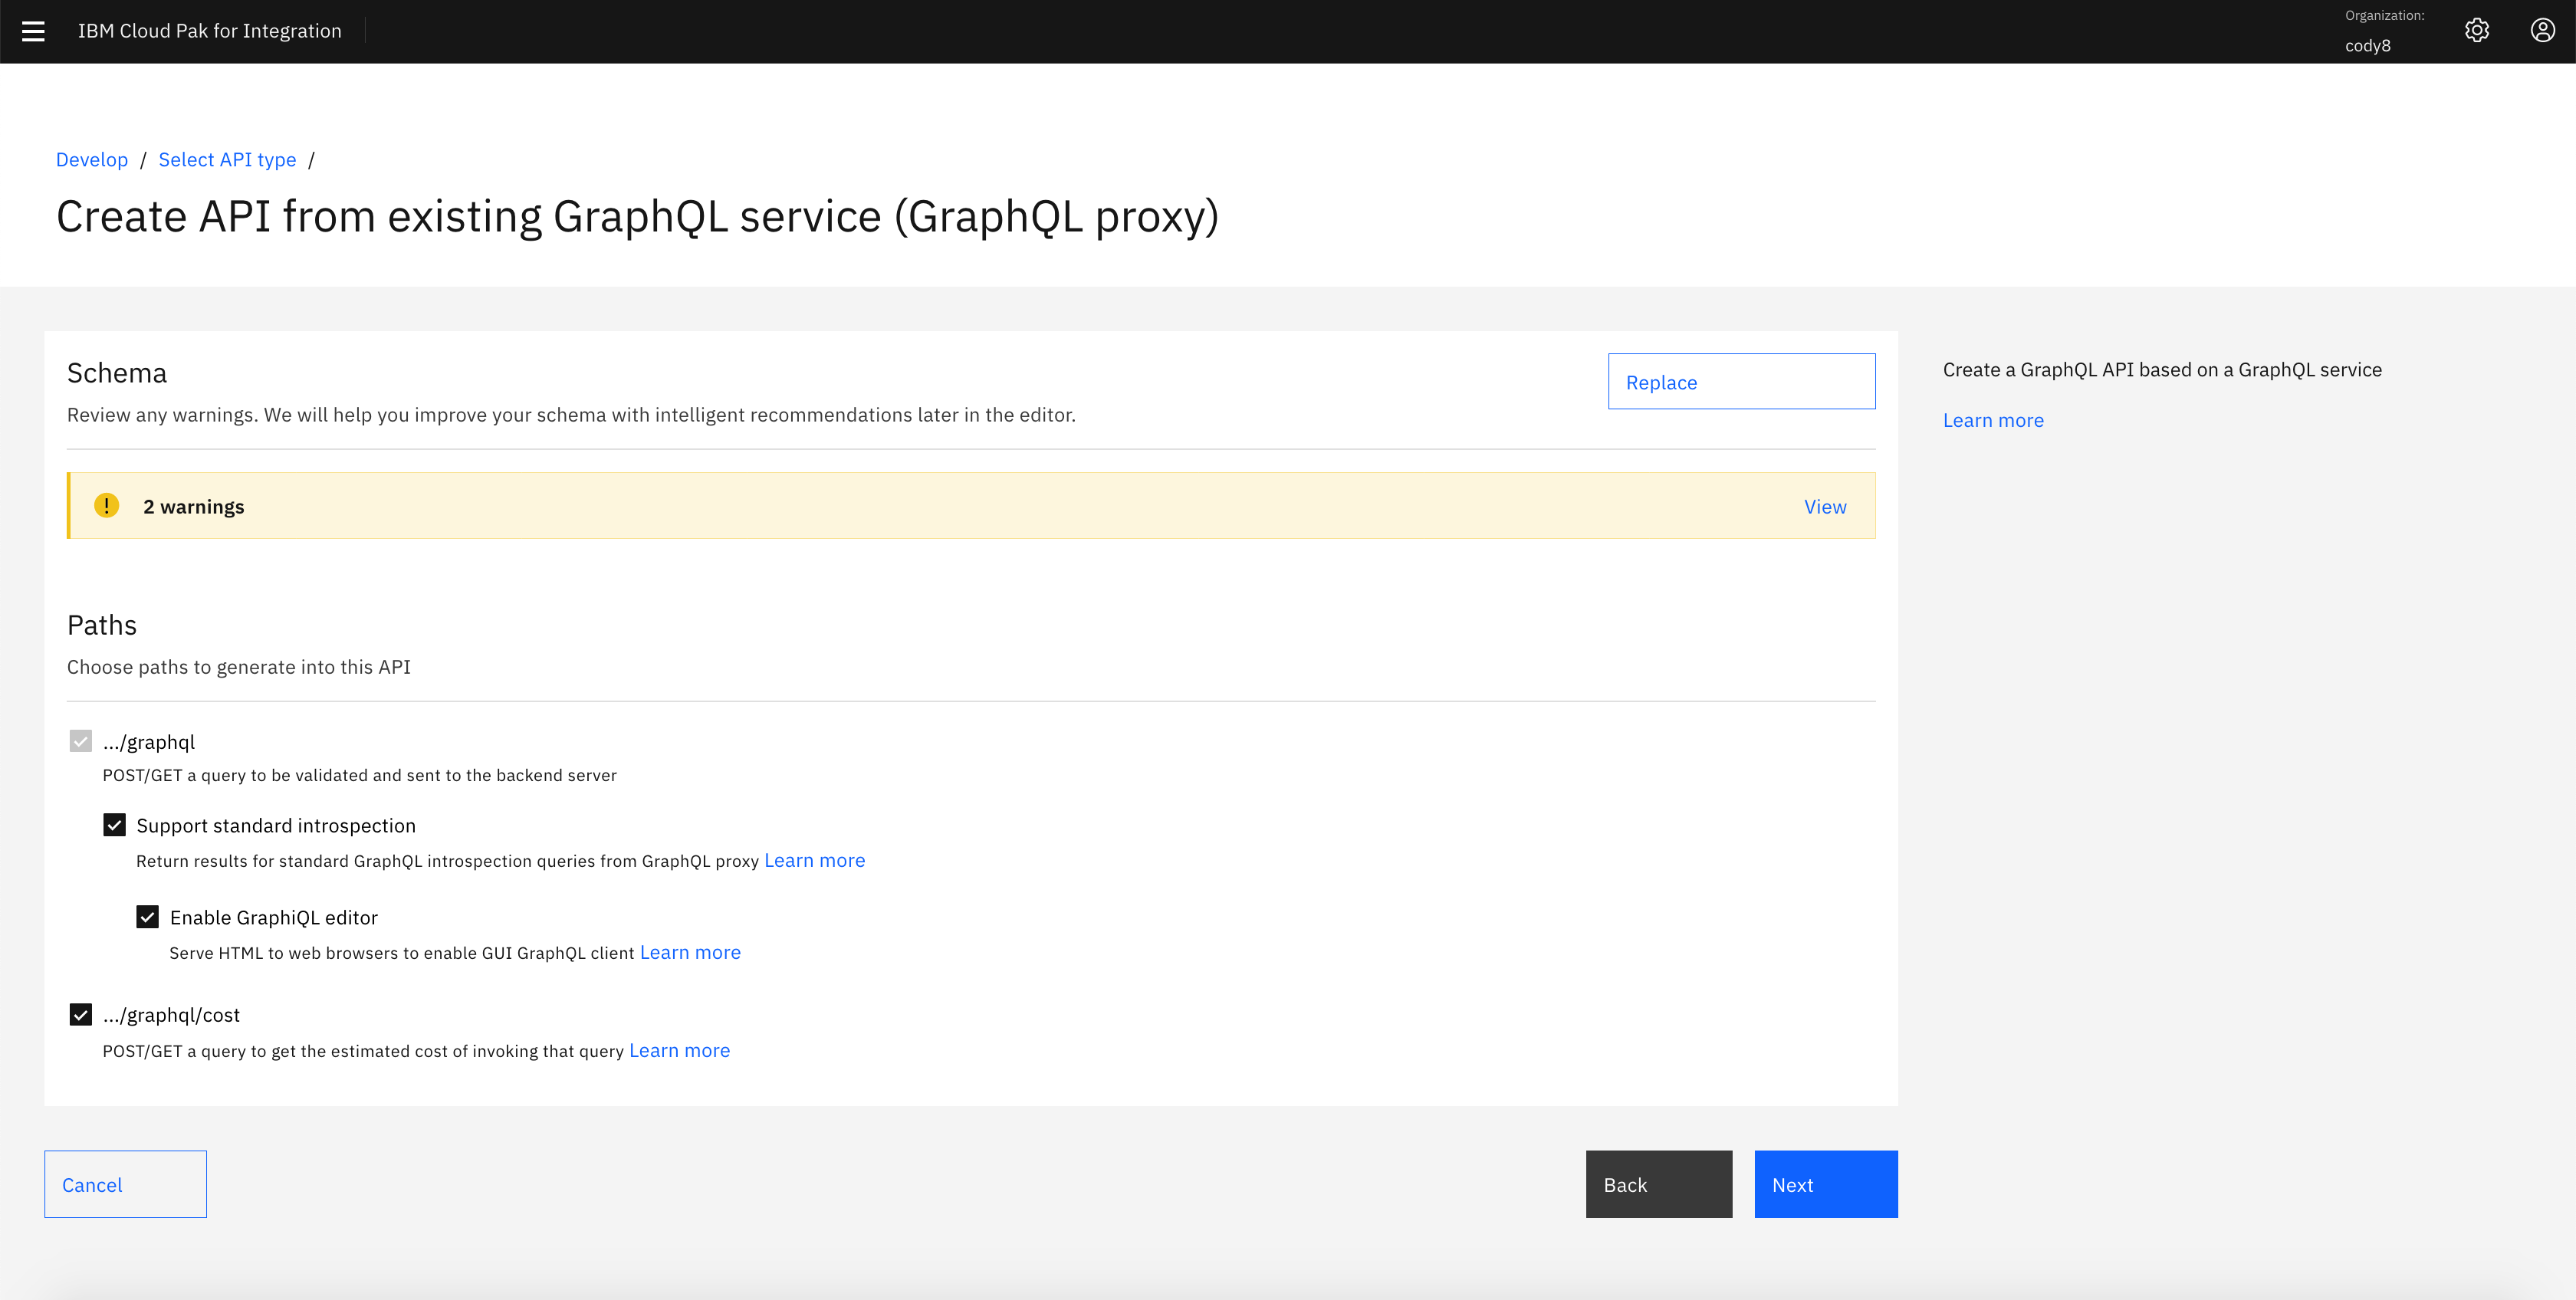 IBM Cloud Pak for Integration
Organization:
cody8
Develop / Select API type /
Create API from existing GraphQL service (GraphQL proxy)
Schema
Replace
Review any warnings. We will help you improve your schema with intelligent recommendations later in the editor.
Create a GraphQL API based on a GraphQL service
Learn more
2 warnings
View
Paths
Choose paths to generate into this API
.../graphql
POST/GET a query to be validated and sent to the backend server
Support standard introspection
Return results for standard GraphQL introspection queries from GraphQL proxy Learn more
Enable GraphiQL editor
Serve HTML to web browsers to enable GUI GraphQL client Learn more
.../graphql/cost
POST/GET a query to get the estimated cost of invoking that query Learn more
Cancel
Back
Next